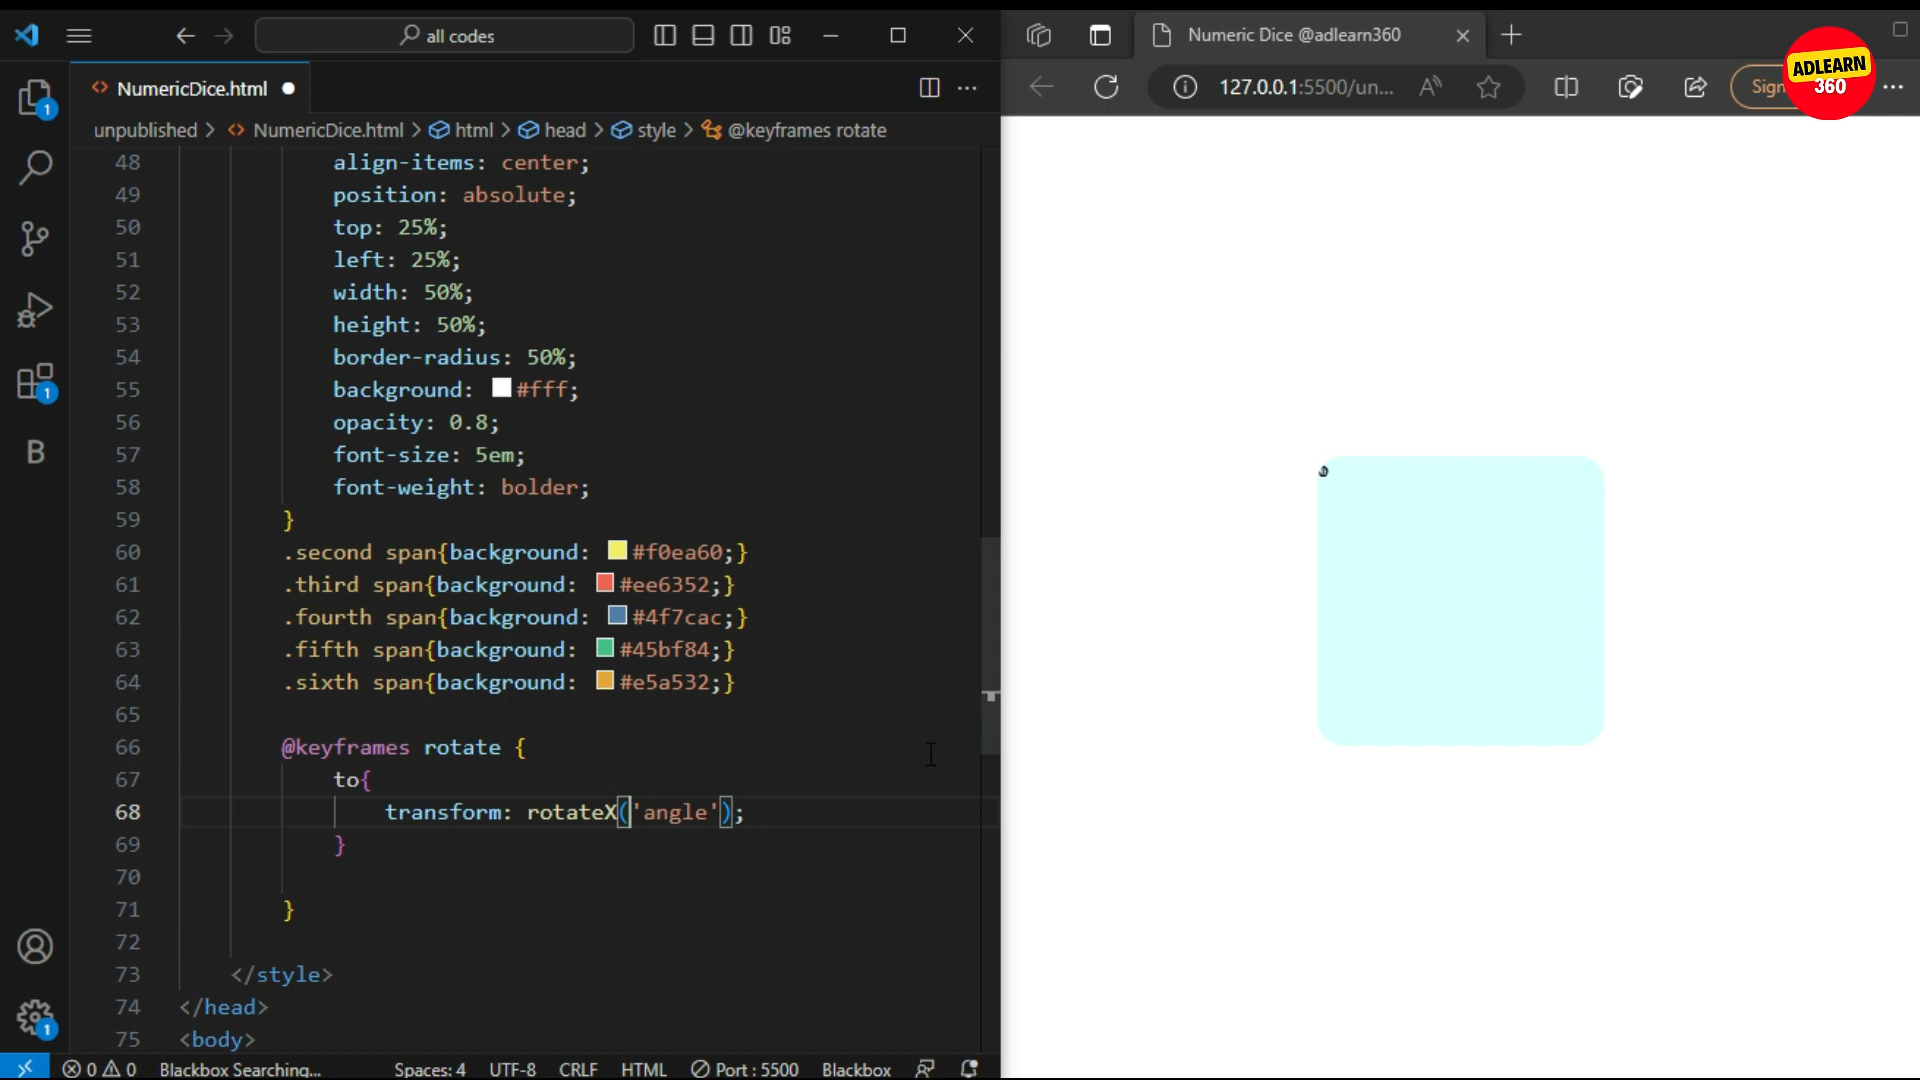 all codes
Numeric Dice @adlearn360
ADLEARN
360
NumericDice.html
127.0.0.1:5500/un...
unpublished > NumericDice.html > html > head > style > @keyframes rotate
48 align-items: center;
49 position: absolute;
50 top: 25%;
51 left: 25%;
52 width: 50%;
53 height: 50%;
54 border-radius: 50%;
55 background: #fff;
56 opacity: 0.8;
57 font-size: 5em;
58 font-weight: bolder;
59 }
60 .second span{background: #f0ea60;}
61 .third span{background: #ee6352;}
62 .fourth span{background: #4f7cac;}
63 .fifth span{background: #45bf84;}
64 .sixth span{background: #e5a532;}
65
66 @keyframes rotate {
67 to{
68 transform: rotateX('angle');
69 }
70
71 }
72
73 </style>
74 </head>
75 <body>
1
1
B
1
0 0 Blackbox Searching... Spaces: 4 UTF-8 CRLF HTML Port : 5500 Blackbox